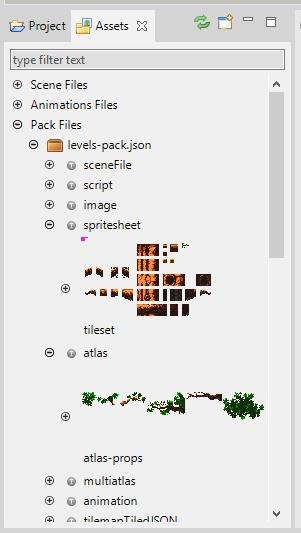 Project
Assets
type filter text
Scene Files
Animations Files
Pack Files
levels-pack.json
T sceneFile
T script
T image
T spritesheet
tileset
T atlas
atlas-props
T multiatlas
T animation
T tilemapTiledJSON